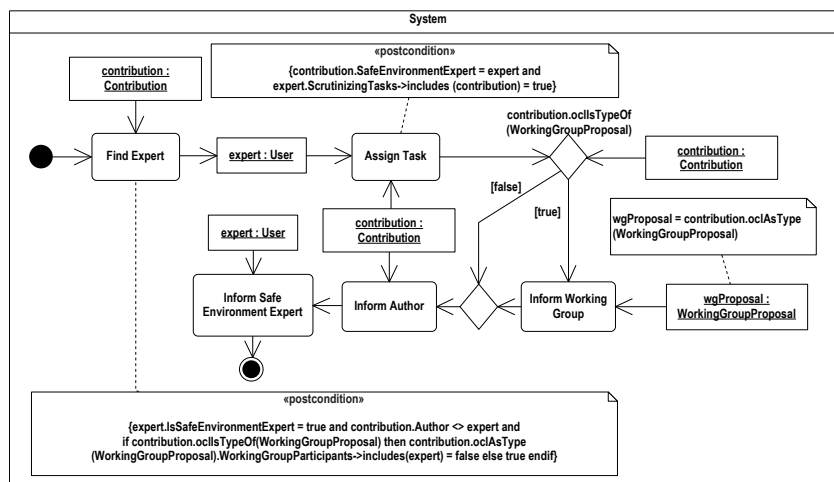 System
«postcondition»
{contribution.SafeEnvironmentExpert = expert and
expert.ScrutinizingTasks->includes (contribution) = true}
contribution :
Contribution
contribution.oclIsTypeOf
(WorkingGroupProposal)
Find Expert
expert : User
Assign Task
contribution :
Contribution
[false]
[true]
expert : User
contribution :
Contribution
wgProposal = contribution.oclAsType
(WorkingGroupProposal)
Inform Safe
Environment Expert
Inform Author
Inform Working
Group
wgProposal :
WorkingGroupProposal
«postcondition»
{expert.IsSafeEnvironmentExpert = true and contribution.Author <> expert and
if contribution.oclIsTypeOf(WorkingGroupProposal) then contribution.oclAsType
(WorkingGroupProposal).WorkingGroupParticipants->includes(expert) = false else true endif}